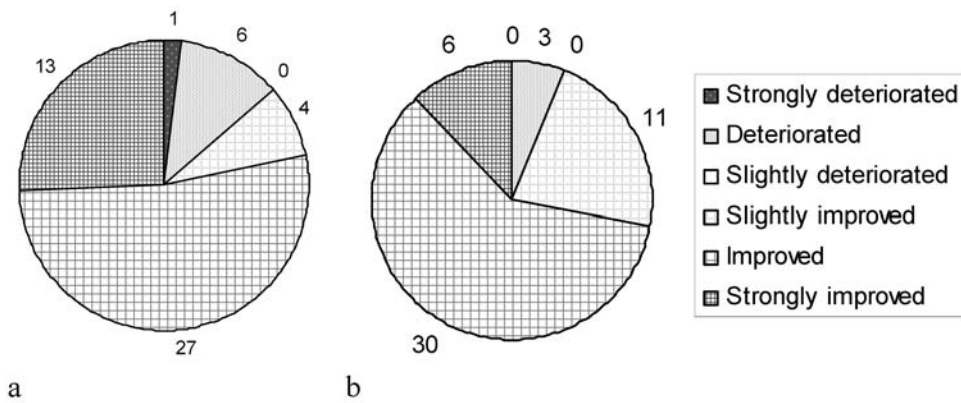 1
6
0
4
27
13
a
0
3
0
11
30
6
b
Strongly deteriorated
Deteriorated
Slightly deteriorated
Slightly improved
Improved
Strongly improved